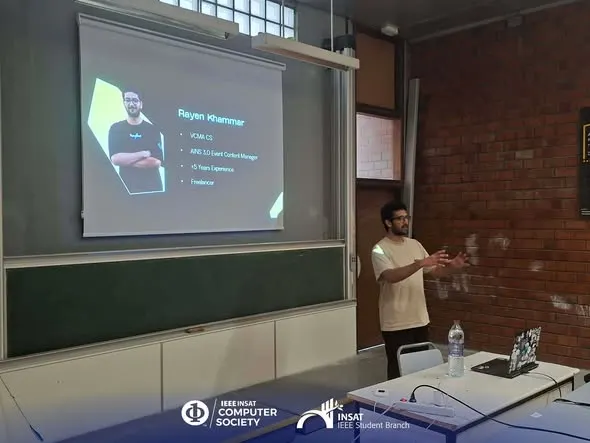 Rayen Khammar
VCMA CS
AINS 3.0 Event Content Manager
+5 Years Experience
Freelancer
IEEE INSAT
COMPUTER
SOCIETY
INSAT
IEEE Student Branch